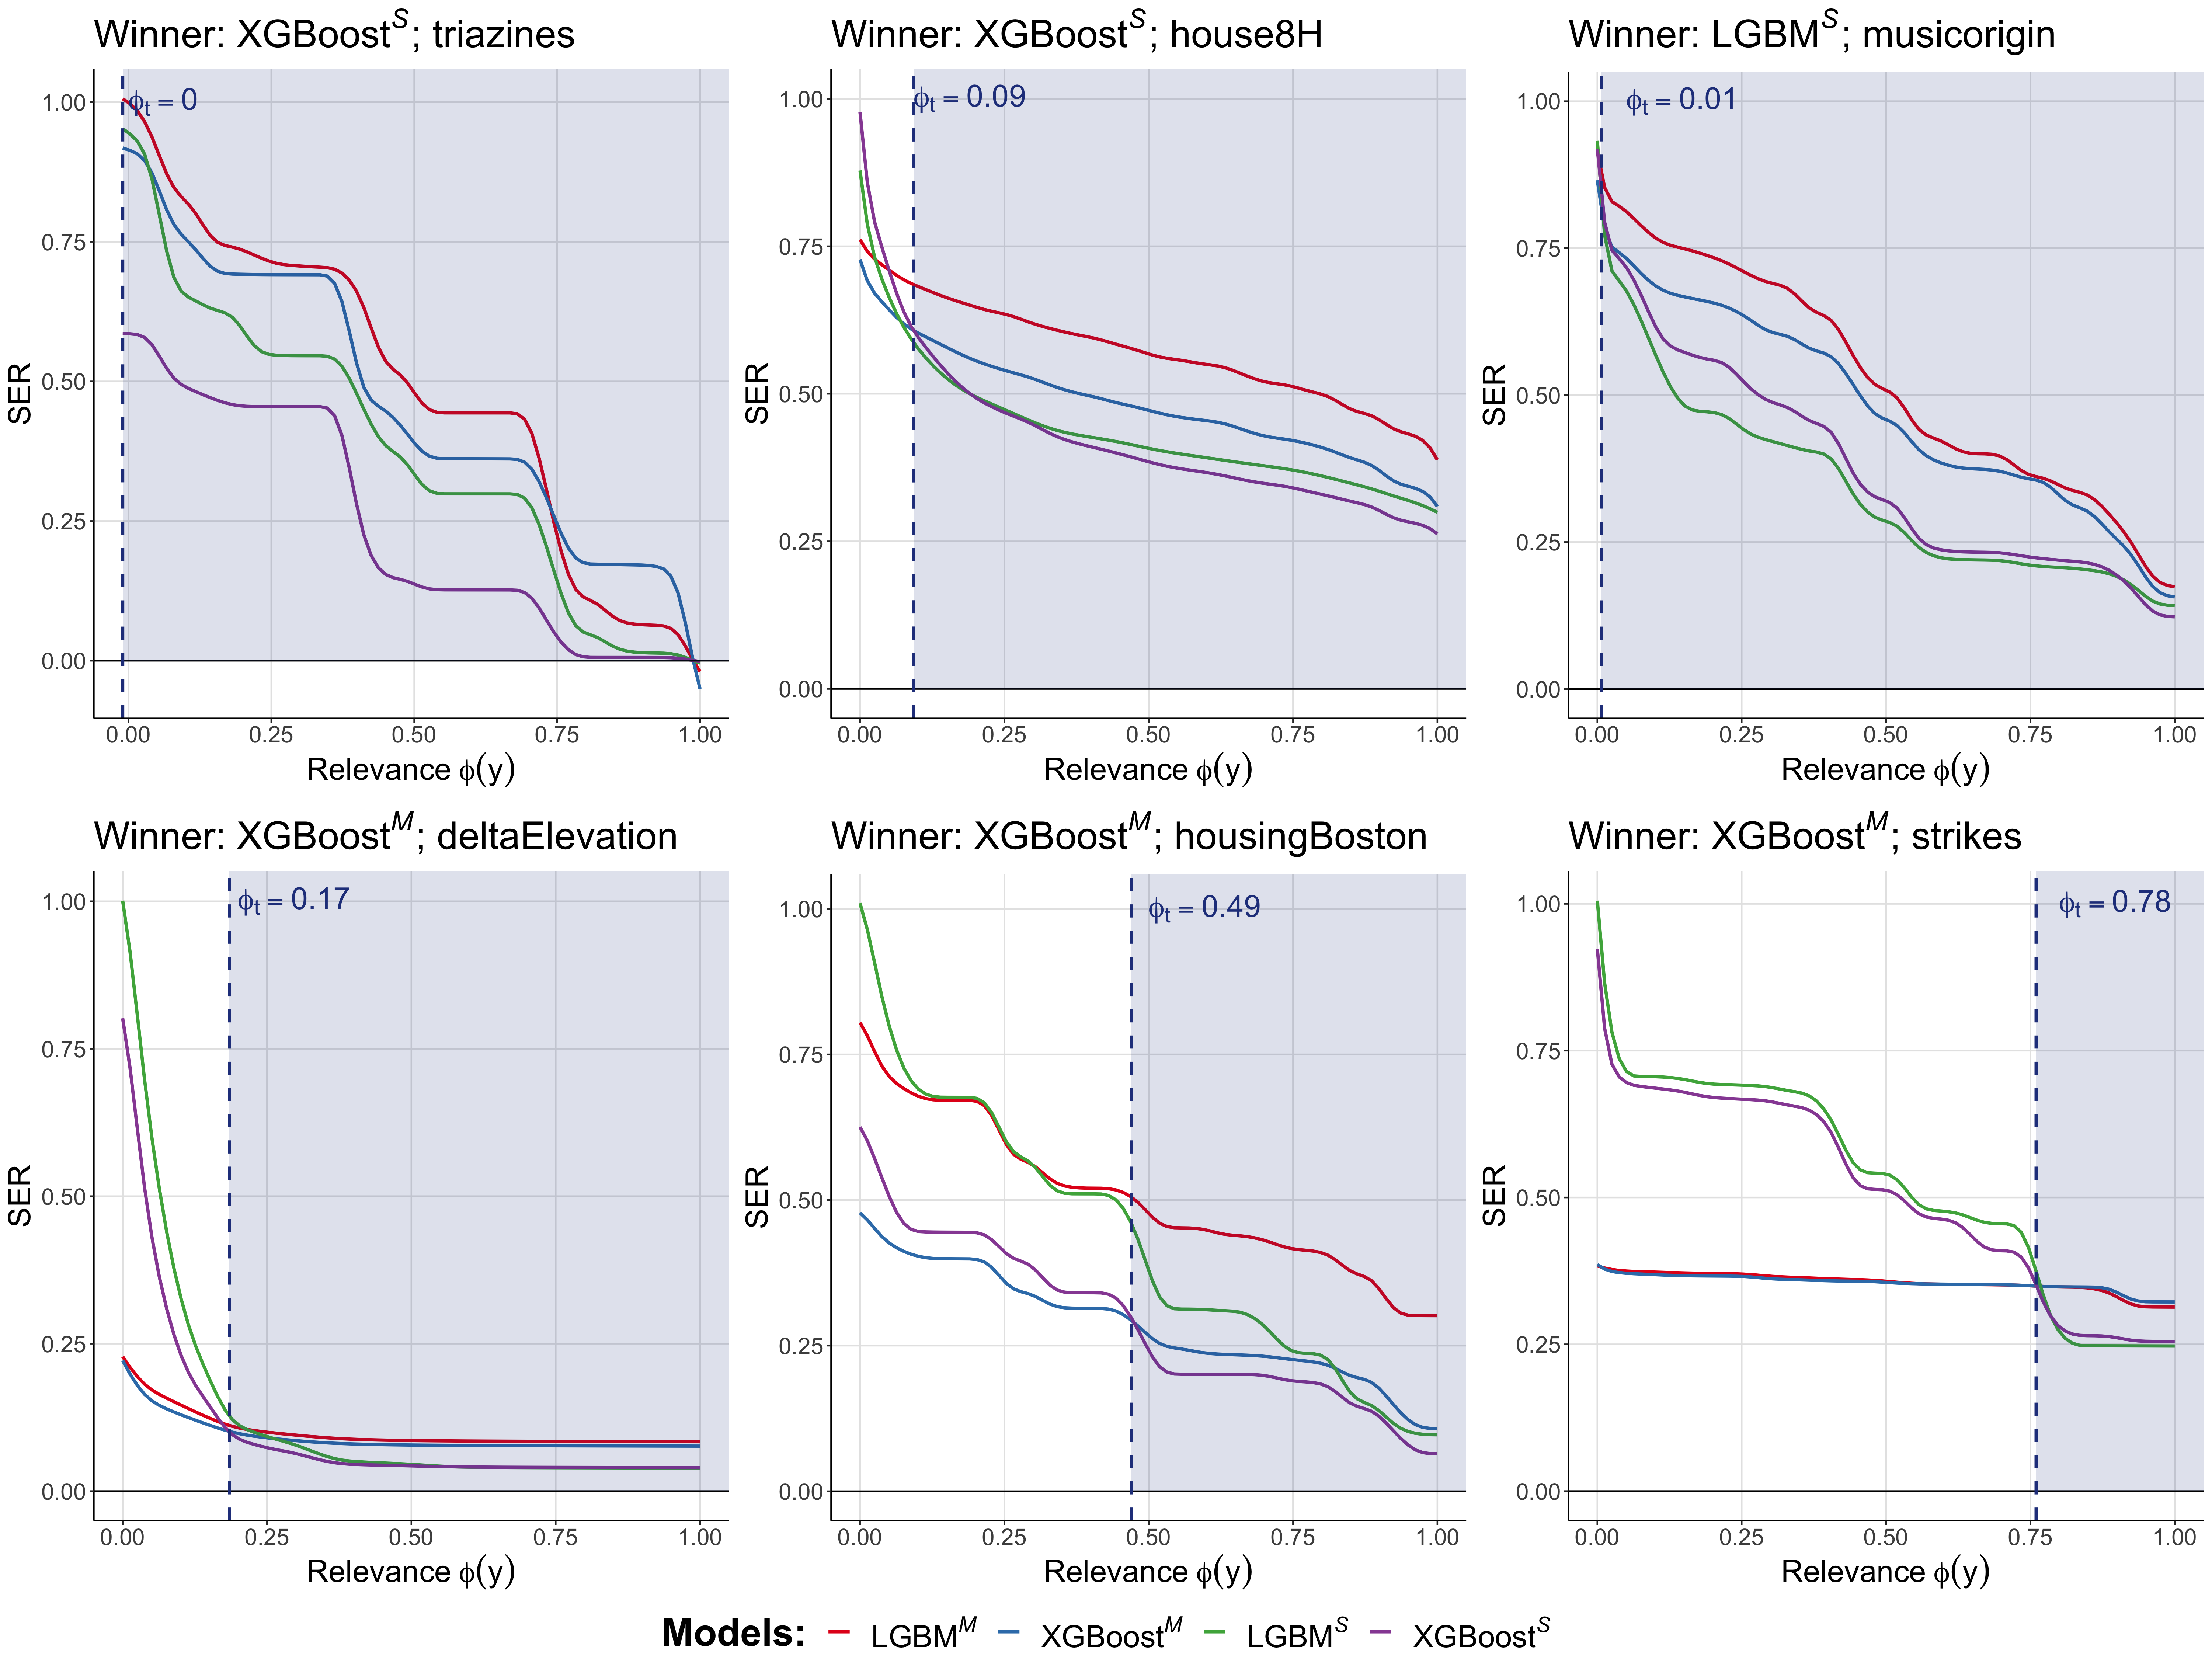 Winner: XGBoost^S; triazines
ϕt = 0
1.00
0.75
0.50
0.25
0.00
SER
0.00 0.25 0.50 0.75 1.00
Relevance ϕ(y)
Winner: XGBoost^S; house8H
ϕt = 0.09
1.00
0.75
0.50
0.25
0.00
SER
0.00 0.25 0.50 0.75 1.00
Relevance ϕ(y)
Winner: LGBM^S; musicorigin
ϕt = 0.01
1.00
0.75
0.50
0.25
0.00
SER
0.00 0.25 0.50 0.75 1.00
Relevance ϕ(y)
Winner: XGBoost^M; deltaElevation
ϕt = 0.17
1.00
0.75
0.50
0.25
0.00
SER
0.00 0.25 0.50 0.75 1.00
Relevance ϕ(y)
Winner: XGBoost^M; housingBoston
ϕt = 0.49
1.00
0.75
0.50
0.25
0.00
SER
0.00 0.25 0.50 0.75 1.00
Relevance ϕ(y)
Winner: XGBoost^M; strikes
ϕt = 0.78
1.00
0.75
0.50
0.25
0.00
SER
0.00 0.25 0.50 0.75 1.00
Relevance ϕ(y)
Models: LGBM^M XGBoost^M LGBM^S XGBoost^S